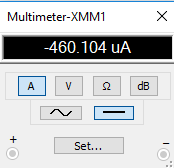 Multimeter-XMM1
-460.104 uA
A V Ω dB
+ −
Set...